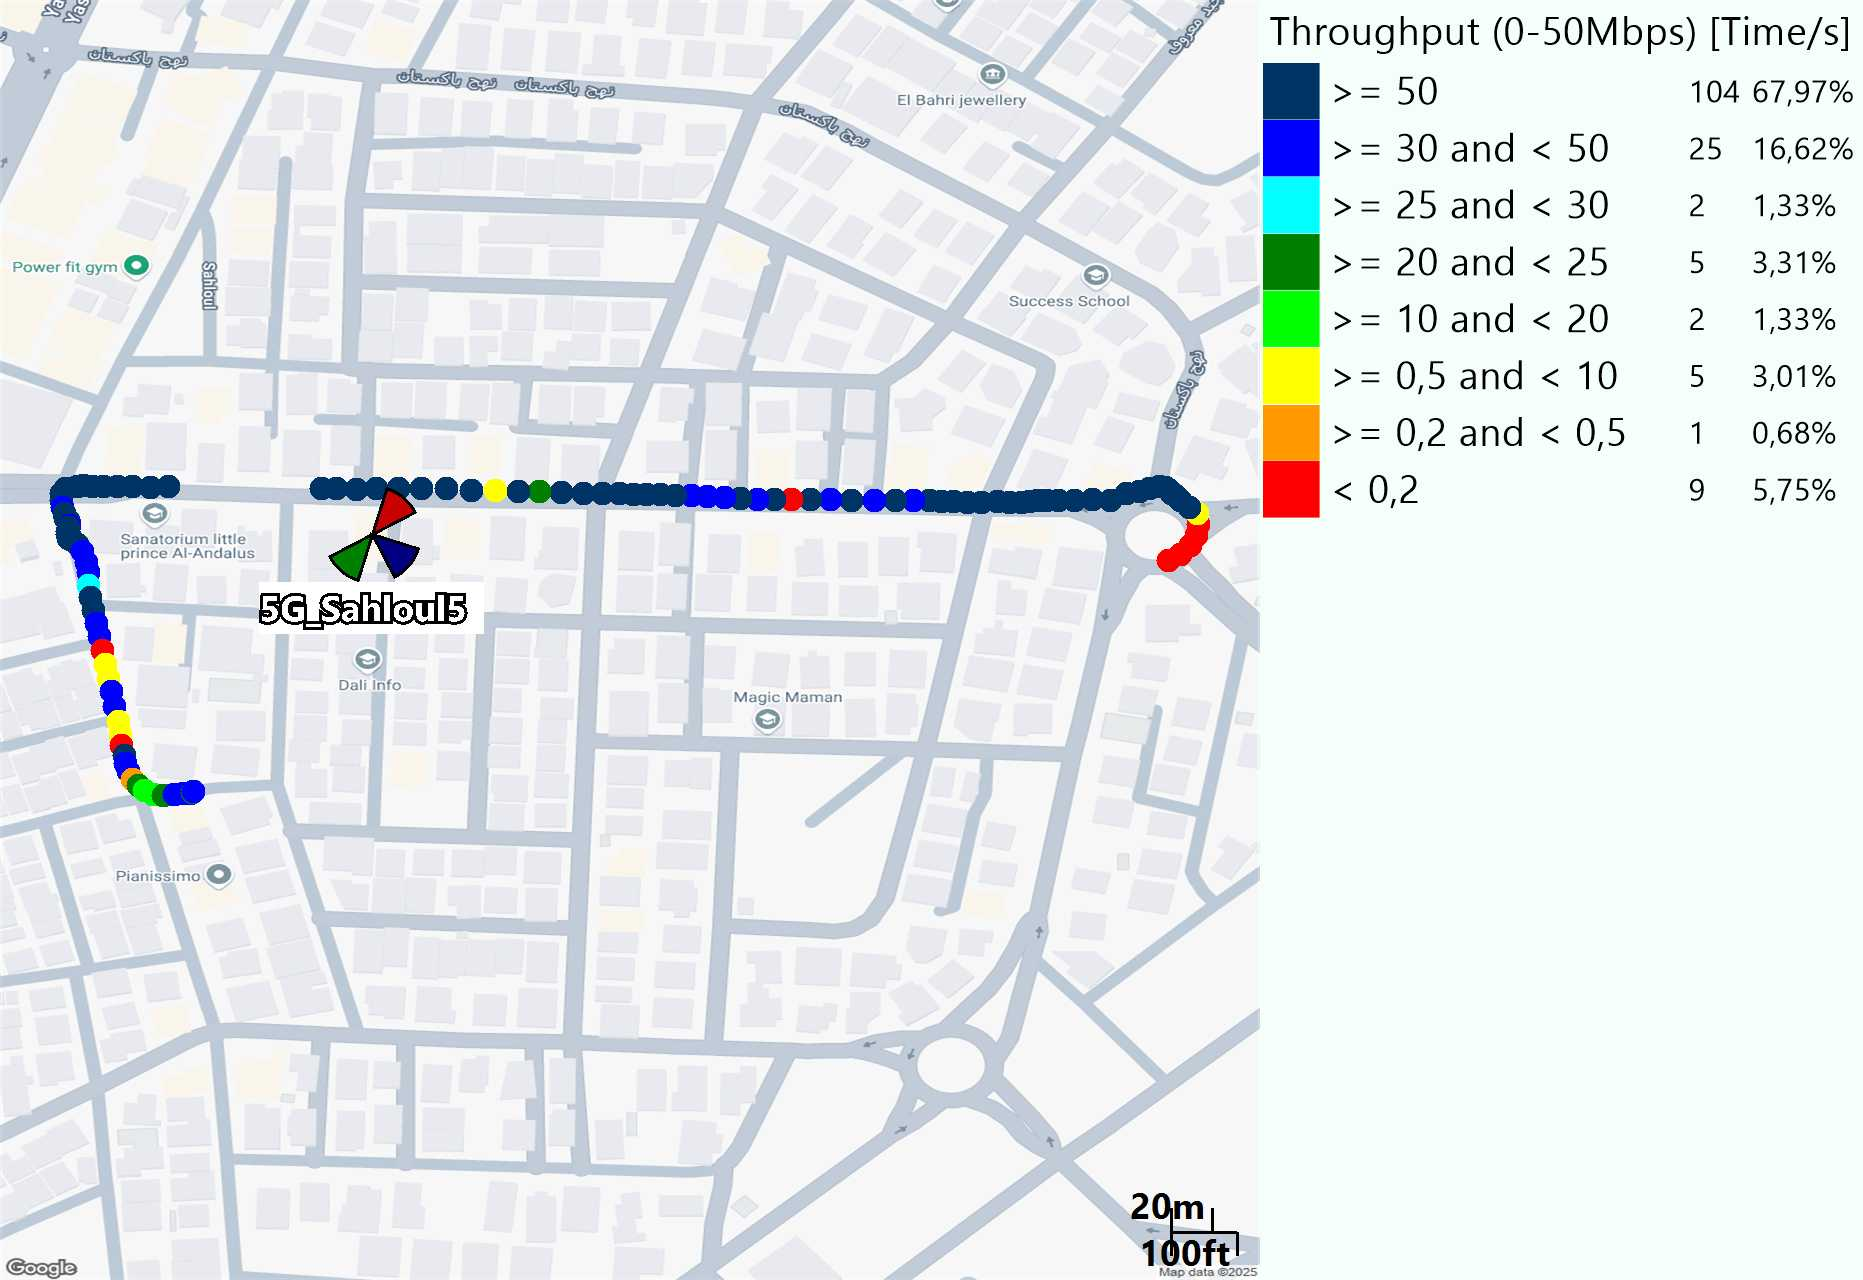 Throughput (0-50Mbps) [Time/s]
>= 50 104 67,97%
>= 30 and < 50 25 16,62%
>= 25 and < 30 2 1,33%
>= 20 and < 25 5 3,31%
>= 10 and < 20 2 1,33%
>= 0,5 and < 10 5 3,01%
>= 0,2 and < 0,5 1 0,68%
< 0,2 9 5,75%
نهج باكستان
نهج باكستان
نهج باكستان
نهج باكستان
El Bahri jewellery
Power fit gym
Sahloul
Success School
نهج باكستان
Sanatorium little
prince Al-Andalus
5G_Sahloul5
Dali Info
Magic Maman
Pianissimo
20m
100ft
Google
Map data ©2025